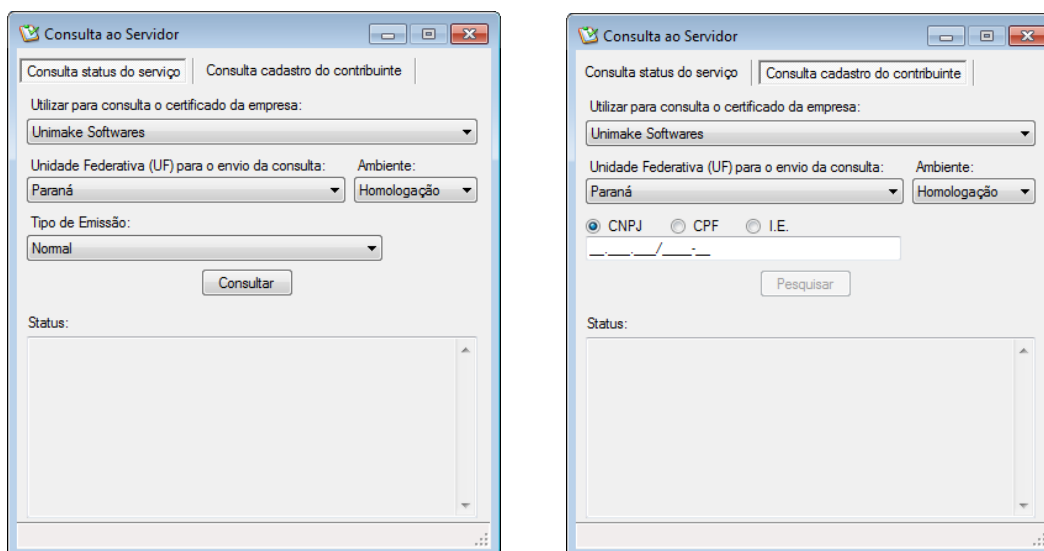 Consulta ao Servidor
Consulta status do serviço Consulta cadastro do contribuinte
Utilizar para consulta o certificado da empresa:
Unimake Softwares
Unidade Federativa (UF) para o envio da consulta: Ambiente:
Paraná Homologação
Tipo de Emissão:
Normal
Consultar
Status:
Consulta ao Servidor
Consulta status do serviço Consulta cadastro do contribuinte
Utilizar para consulta o certificado da empresa:
Unimake Softwares
Unidade Federativa (UF) para o envio da consulta: Ambiente:
Paraná Homologação
CNPJ CPF I.E.
__.___.___/____-__
Pesquisar
Status: